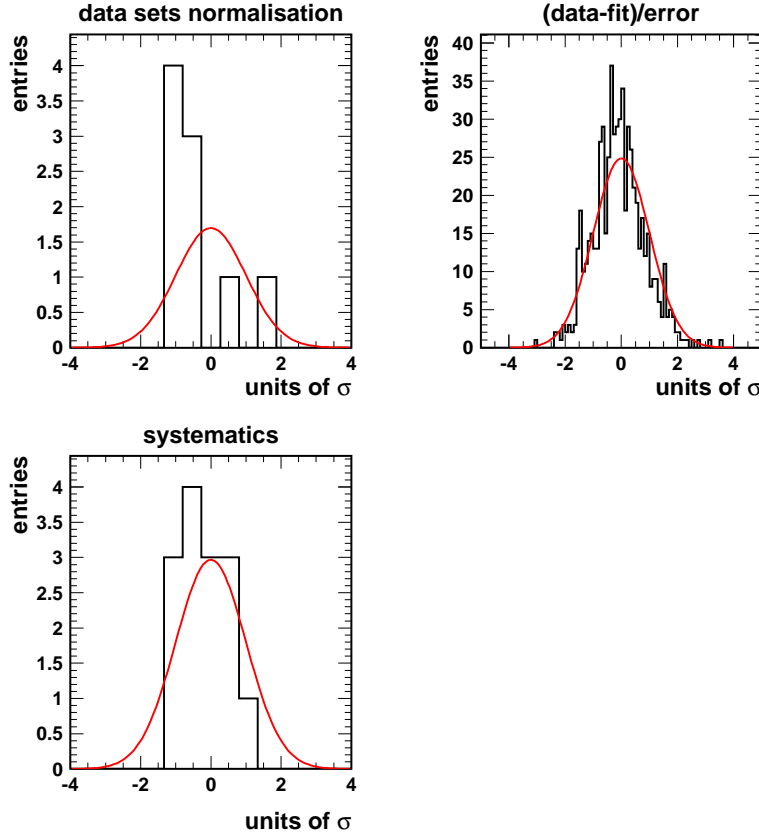 data sets normalisation
entries
4
3.5
3
2.5
2
1.5
1
0.5
0
-4 -2 0 2 4
units of σ
(data-fit)/error
entries
40
35
30
25
20
15
10
5
0
-4 -2 0 2 4
units of σ
systematics
entries
4
3.5
3
2.5
2
1.5
1
0.5
0
-4 -2 0 2 4
units of σ